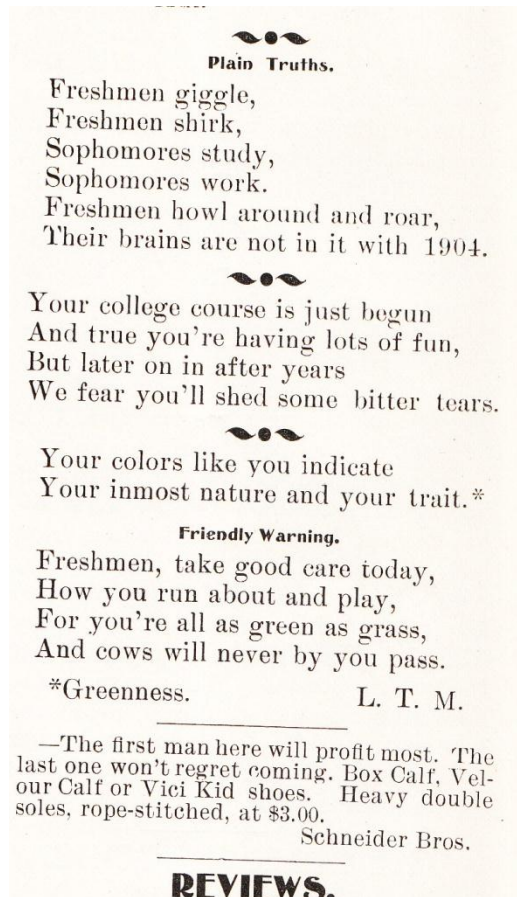 Plain Truths.
Freshmen giggle,
Freshmen shirk,
Sophomores study,
Sophomores work.
Freshmen howl around and roar,
Their brains are not in it with 1904.
Your college course is just begun
And true you're having lots of fun,
But later on in after years
We fear you'll shed some bitter tears.
Your colors like you indicate
Your inmost nature and your trait.*
Friendly Warning.
Freshmen, take good care today,
How you run about and play,
For you're all as green as grass,
And cows will never by you pass.
*Greenness. L. T. M.
—The first man here will profit most. The
last one won't regret coming. Box Calf, Vel-
our Calf or Vici Kid shoes. Heavy double
soles, rope-stitched, at $3.00.
Schneider Bros.
REVIEWS.